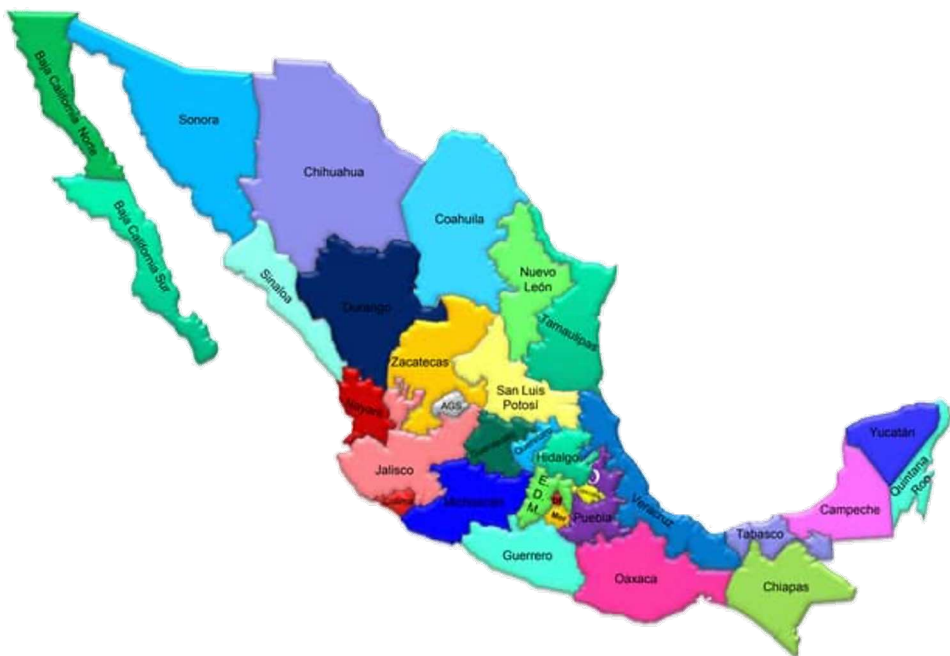 Baja California Norte
Sonora
Chihuahua
Coahuila
Baja California Sur
Sinaloa
Nuevo
León
Durango
Tamaulipas
Zacatecas
San Luis
Potosí
AGS
Nayarit
Yucatán
Quintana
Roo
Hidalgo
Jalisco
E
D
M
Michoacán
Mor
Puebla
Veracruz
Campeche
Tabasco
Guerrero
Oaxaca
Chiapas